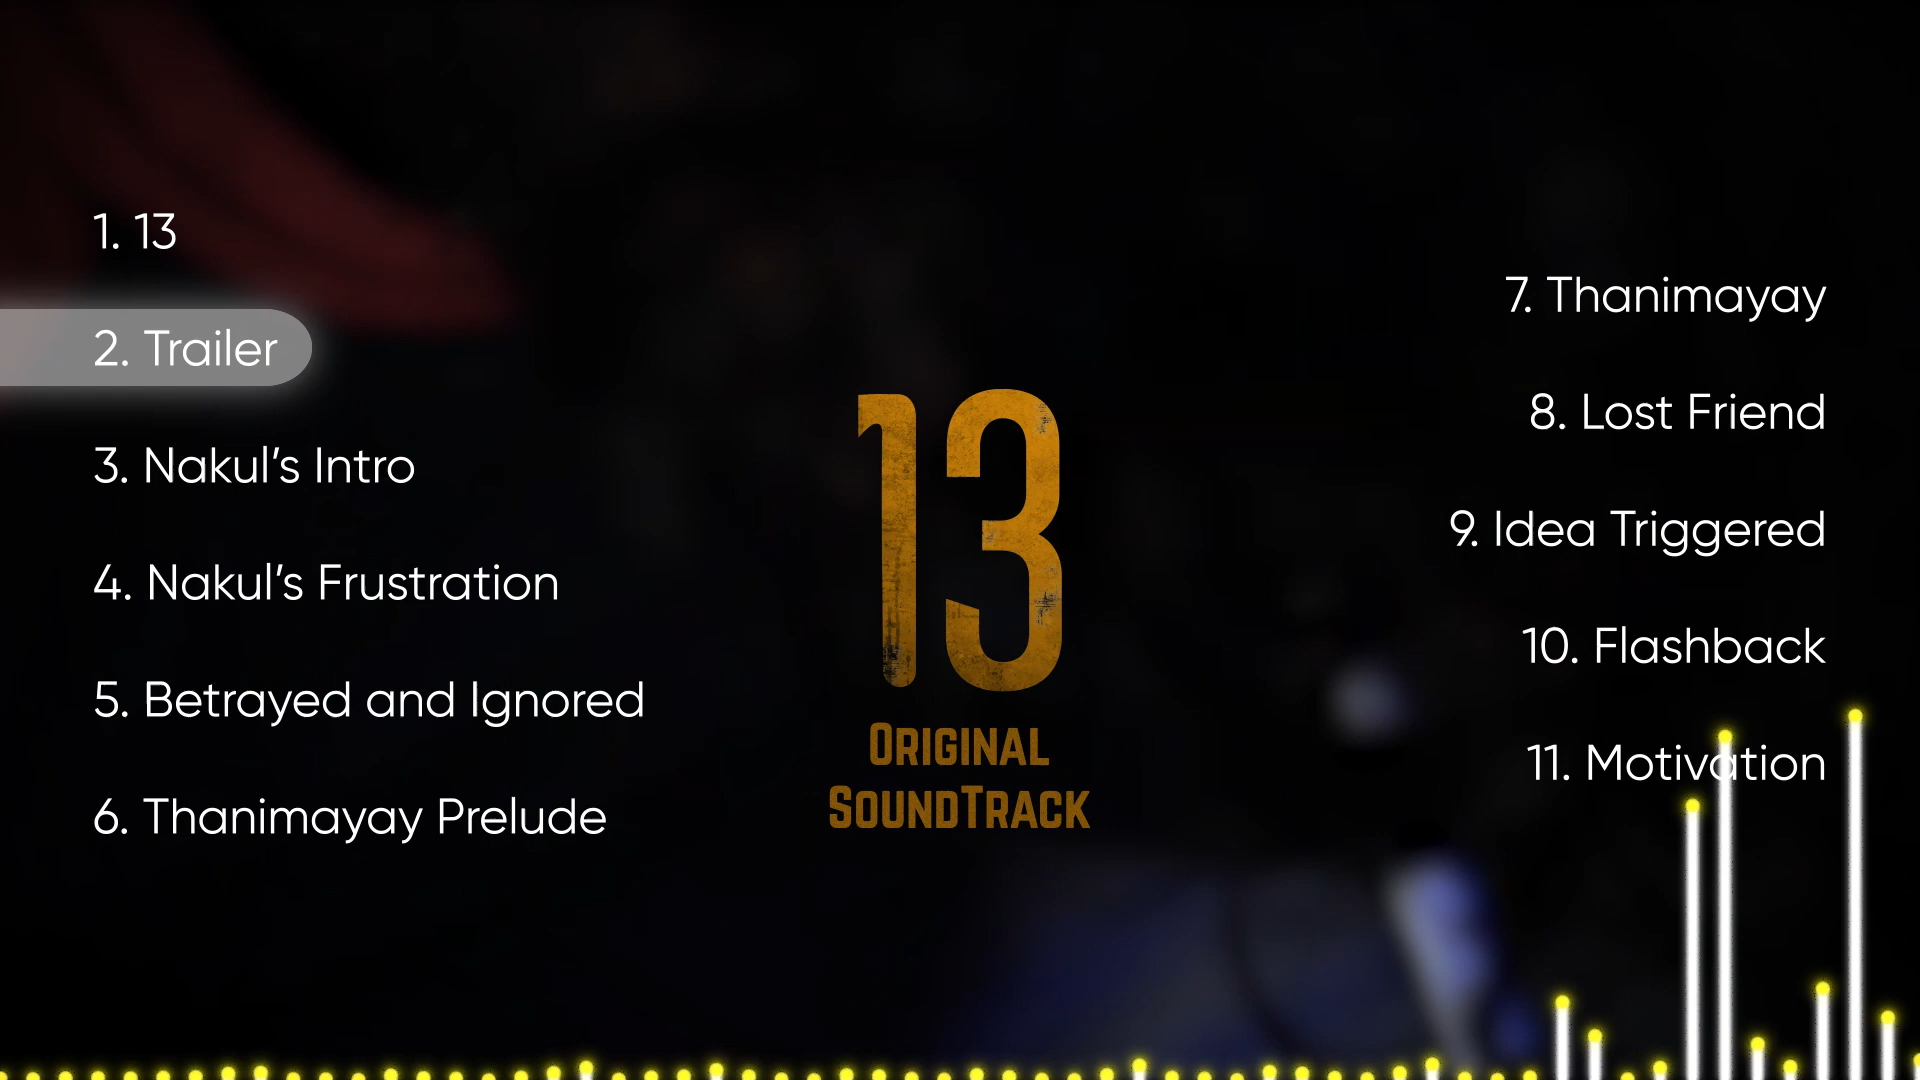 1. 13
2. Trailer
3. Nakul's Intro
4. Nakul's Frustration
5. Betrayed and Ignored
6. Thanimayay Prelude
13
Original
SoundTrack
7. Thanimayay
8. Lost Friend
9. Idea Triggered
10. Flashback
11. Motivation